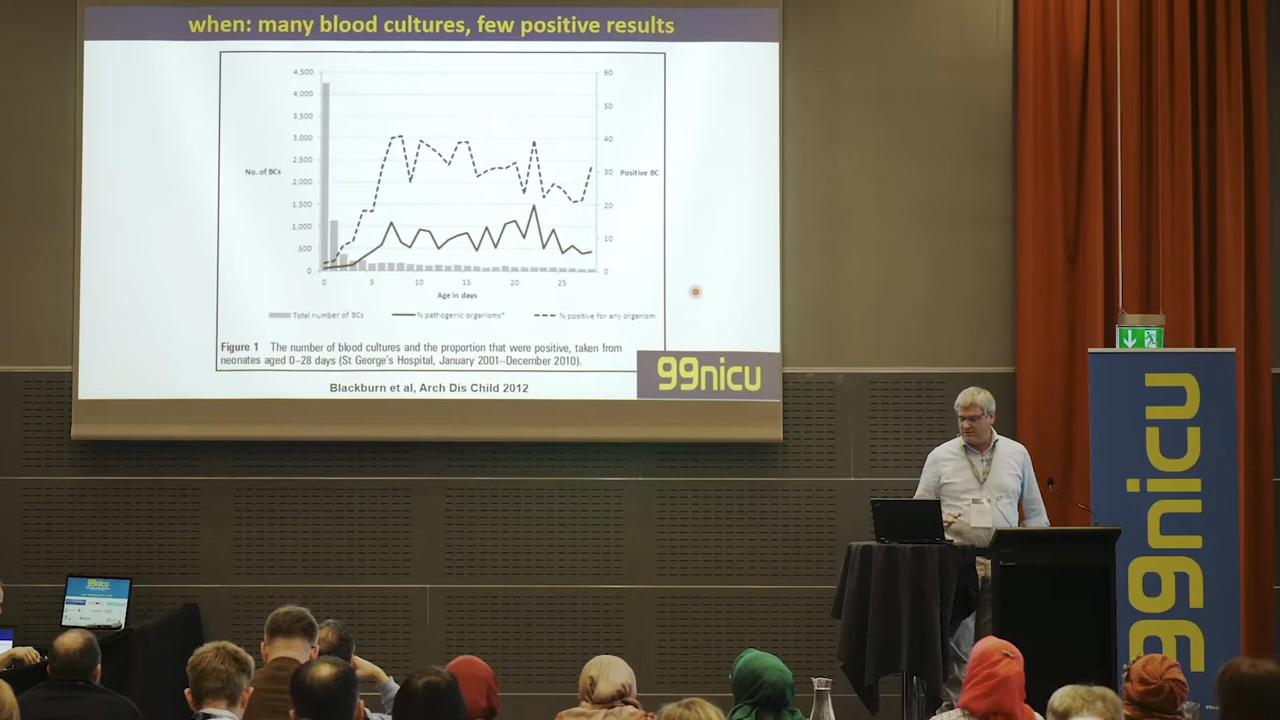 when: many blood cultures, few positive results
4,500
4,000
3,500
3,000
2,500
2,000
1,500
1,000
500
0
No. of BCs
60
50
40
30
20
10
0
Positive BC
0 5 10 15 20 25
Age in days
Total number of BCs % pathogenic organisms* % positive for any organism
Figure 1 The number of blood cultures and the proportion that were positive, taken from
neonates aged 0–28 days (St George's Hospital, January 2001–December 2010).
Blackburn et al, Arch Dis Child 2012
99nicu
99nicu
99nicu